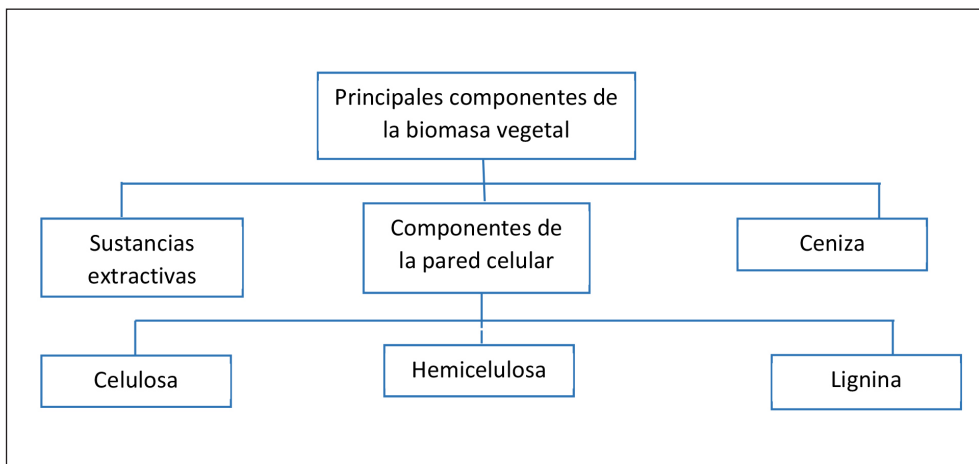 Principales componentes de
la biomasa vegetal
Sustancias
extractivas
Componentes de
la pared celular
Ceniza
Celulosa
Hemicelulosa
Lignina